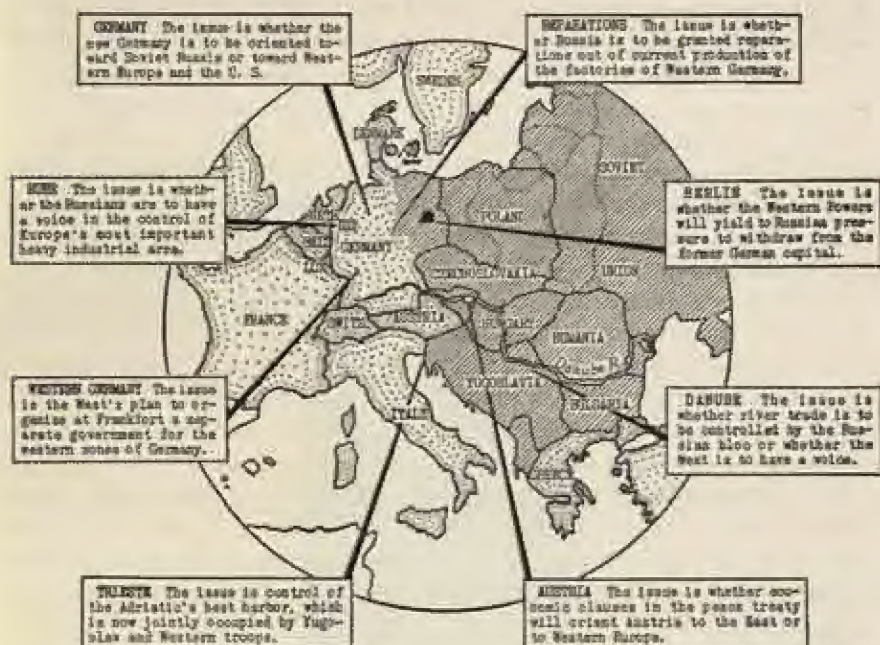 GERMANY The issue is whether the
new Germany is to be oriented to-
ward Soviet Russia or toward West-
ern Europe and the U. S.
REPARATIONS The issue is wheth-
er Russia is to be granted repara-
tions out of current production of
the factories of Western Germany.
SWEDEN
DENMARK
SOVIET
RUHR The issue is wheth-
er the Russians are to have
a voice in the control of
Europe's most important
heavy industrial area.
BERLIN The issue is
whether the Western Powers
will yield to Russian pres-
sure to withdraw from the
former German capital.
NETH
POLAND
BELG
GERMANY
LUX
CZECHOSLOVAKIA
UNION
FRANCE
SWITZ
AUSTRIA
HUNGARY
RUMANIA
Danube R.
YUGOSLAVIA
BULGARIA
ITALY
WESTERN GERMANY The issue
is the West's plan to or-
ganize at Frankfort a sep-
arate government for the
western zones of Germany.
DANUBE The issue is
whether river trade is to
be controlled by the Rus-
sian bloc or whether the
West is to have a voice.
TRIESTE The issue is control of
the Adriatic's best harbor, which
is now jointly occupied by Yugo-
slav and Western troops.
AUSTRIA The issue is whether eco-
nomic clauses in the peace treaty
will orient Austria to the East or
to Western Europe.